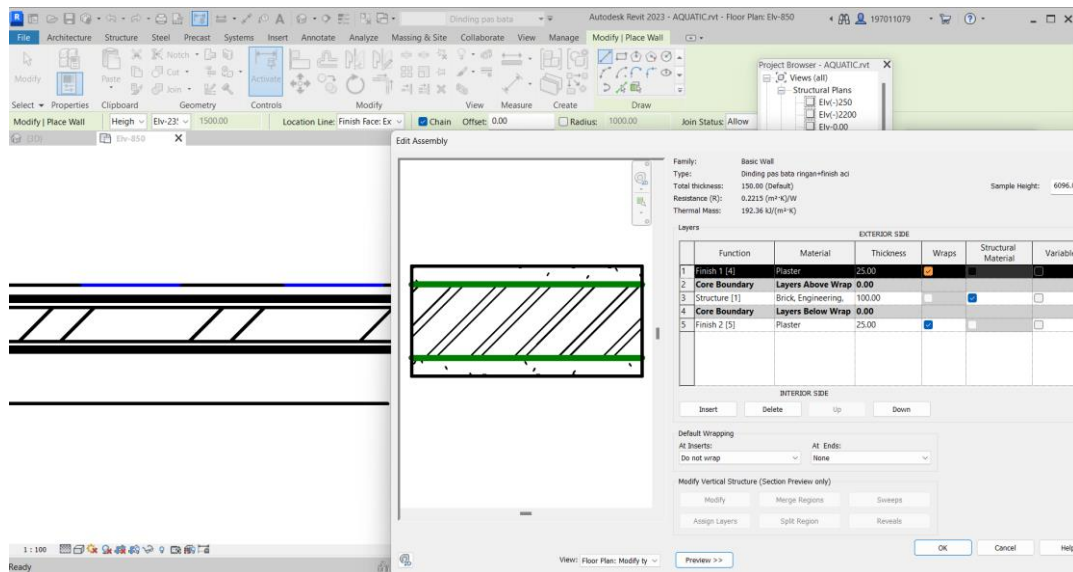 Dinding pas bata
Autodesk Revit 2023 - AQUATIC.rvt - Floor Plan: Elv-850
197011079
File Architecture Structure Steel Precast Systems Insert Annotate Analyze Massing & Site Collaborate View Manage Modify | Place Wall
Modify
Paste
Notch
Cut
Join
Activate
Select Properties Clipboard Geometry Controls Modify View Measure Create Draw
Project Browser - AQUATIC.rvt
Views (all)
Structural Plans
Elv(-)250
Elv(-)2200
Elv-0.00
Modify | Place Wall Heigh Elv-23! 1500.00 Location Line: Finish Face: Ex Chain Offset: 0.00 Radius: 1000.00 Join Status: Allow
{3D} Elv-850
Edit Assembly
Family: Basic Wall
Type: Dinding pas bata ringan+finish aci
Total thickness: 150.00 (Default) Sample Height: 6096.
Resistance (R): 0.2215 (m²·K)/W
Thermal Mass: 192.36 kJ/(m²·K)
Layers
EXTERIOR SIDE
Function Material Thickness Wraps Structural Material Variable
1 Finish 1 [4] Plaster 25.00
2 Core Boundary Layers Above Wrap 0.00
3 Structure [1] Brick, Engineering, 100.00
4 Core Boundary Layers Below Wrap 0.00
5 Finish 2 [5] Plaster 25.00
INTERIOR SIDE
Insert Delete Up Down
Default Wrapping
At Inserts: At Ends:
Do not wrap None
Modify Vertical Structure (Section Preview only)
Modify Merge Regions Sweeps
Assign Layers Split Region Reveals
1 : 100
OK Cancel Help
View: Floor Plan: Modify ty Preview >>
Ready